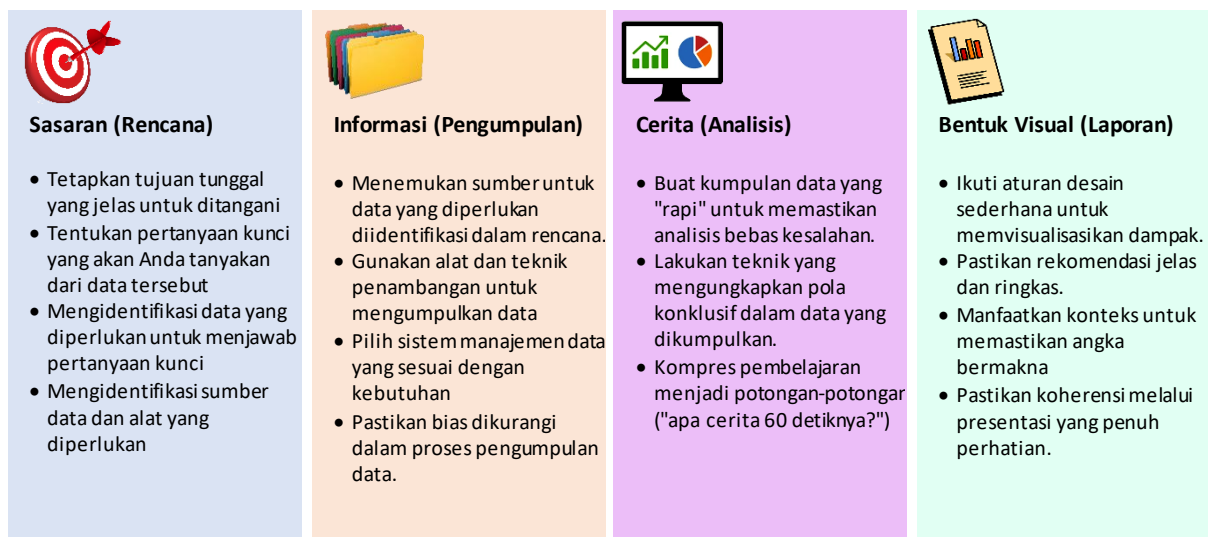 Sasaran (Rencana)
• Tetapkan tujuan tunggal
yang jelas untuk ditangani
• Tentukan pertanyaan kunci
yang akan Anda tanyakan
dari data tersebut
• Mengidentifikasi data yang
diperlukan untuk menjawab
pertanyaan kunci
• Mengidentifikasi sumber
data dan alat yang
diperlukan
Informasi (Pengumpulan)
• Menemukan sumber untuk
data yang diperlukan
diidentifikasi dalam rencana.
• Gunakan alat dan teknik
penambangan untuk
mengumpulkan data
• Pilih sistem manajemen data
yang sesuai dengan
kebutuhan
• Pastikan bias dikurangi
dalam proses pengumpulan
data.
Cerita (Analisis)
• Buat kumpulan data yang
"rapi" untuk memastikan
analisis bebas kesalahan.
• Lakukan teknik yang
mengungkapkan pola
konklusif dalam data yang
dikumpulkan.
• Kompres pembelajaran
menjadi potongan-potongan
("apa cerita 60 detiknya?")
Bentuk Visual (Laporan)
• Ikuti aturan desain
sederhana untuk
memvisualisasikan dampak.
• Pastikan rekomendasi jelas
dan ringkas.
• Manfaatkan konteks untuk
memastikan angka
bermakna
• Pastikan koherensi melalui
presentasi yang penuh
perhatian.